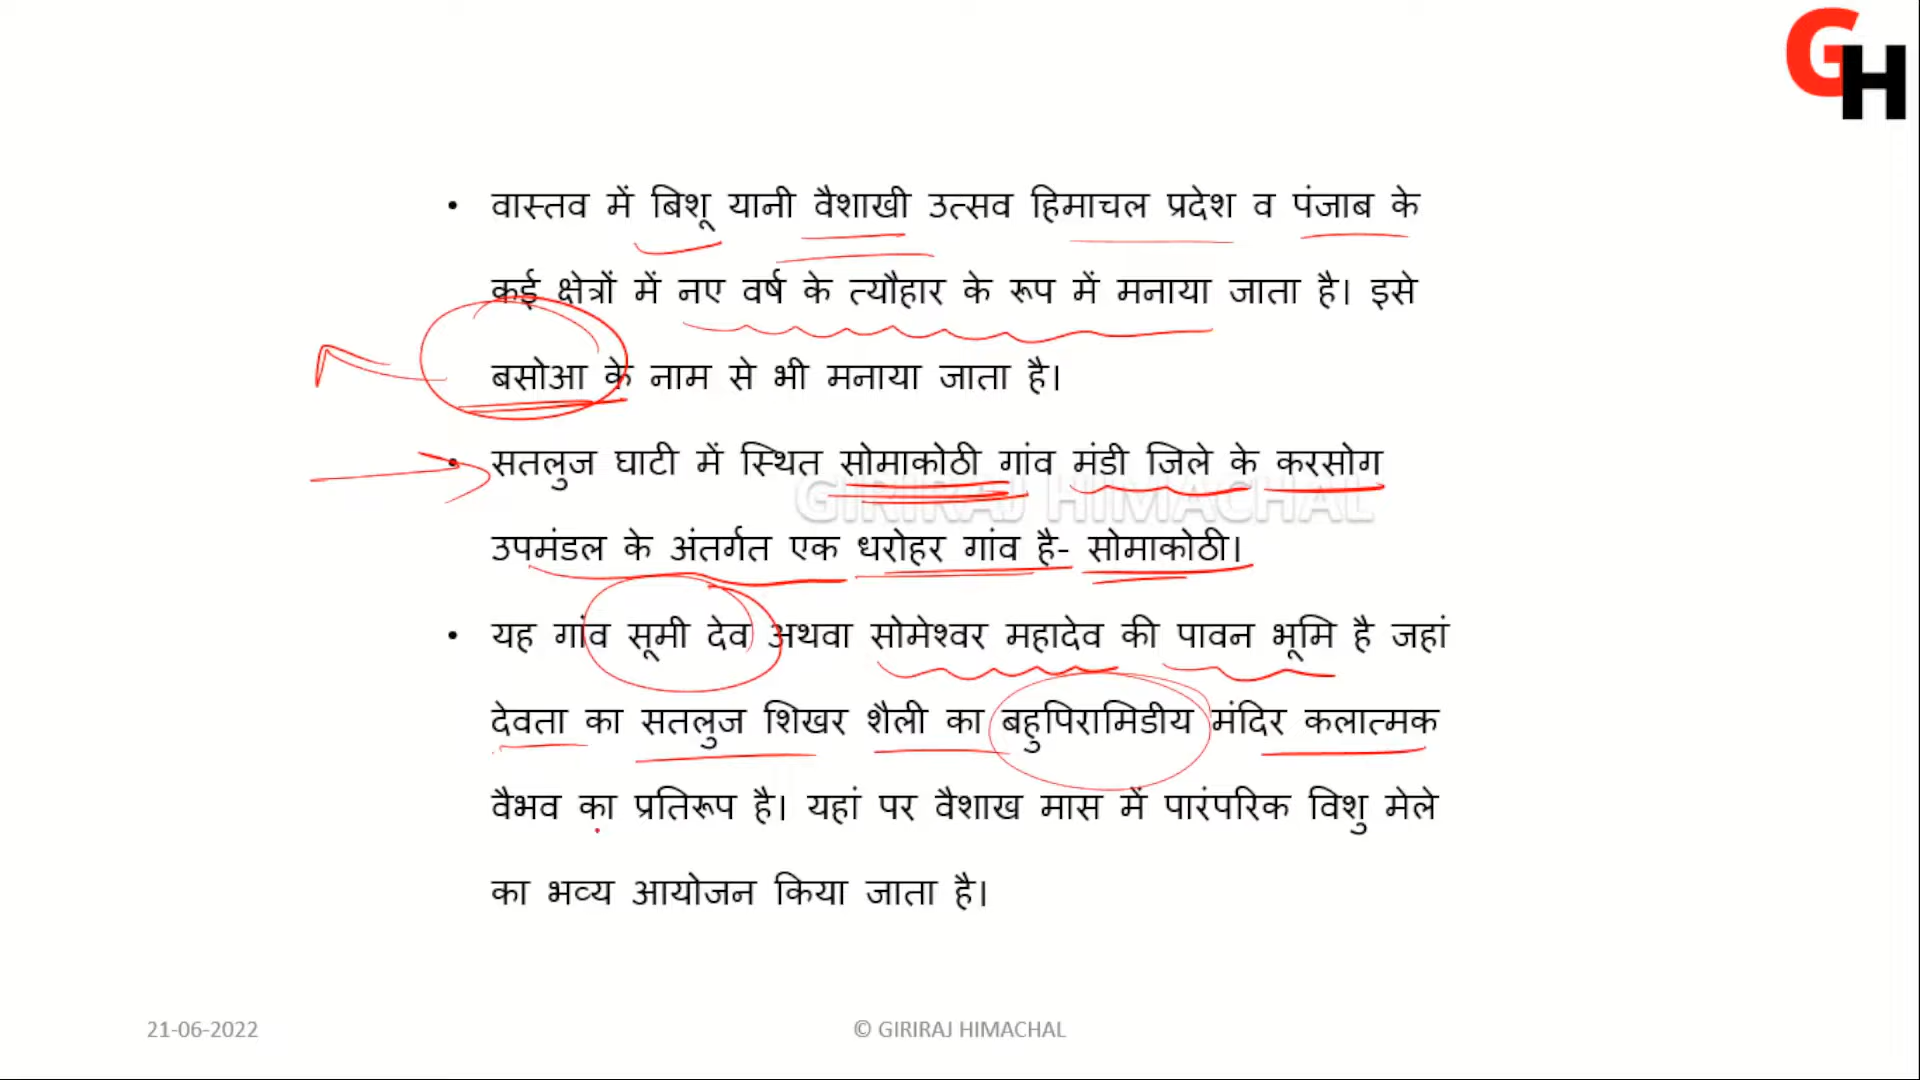 GH
• वास्तव में बिशू यानी वैशाखी उत्सव हिमाचल प्रदेश व पंजाब के
कई क्षेत्रों में नए वर्ष के त्यौहार के रूप में मनाया जाता है। इसे
बसोआ के नाम से भी मनाया जाता है।
• सतलुज घाटी में स्थित सोमाकोठी गांव मंडी जिले के करसोग
GIRIRAJ HIMACHAL
उपमंडल के अंतर्गत एक धरोहर गांव है- सोमाकोठी।
• यह गांव सूमी देव अथवा सोमेश्वर महादेव की पावन भूमि है जहां
देवता का सतलुज शिखर शैली का बहुपिरामिडीय मंदिर कलात्मक
वैभव का प्रतिरूप है। यहां पर वैशाख मास में पारंपरिक विशु मेले
का भव्य आयोजन किया जाता है।
21-06-2022
© GIRIRAJ HIMACHAL